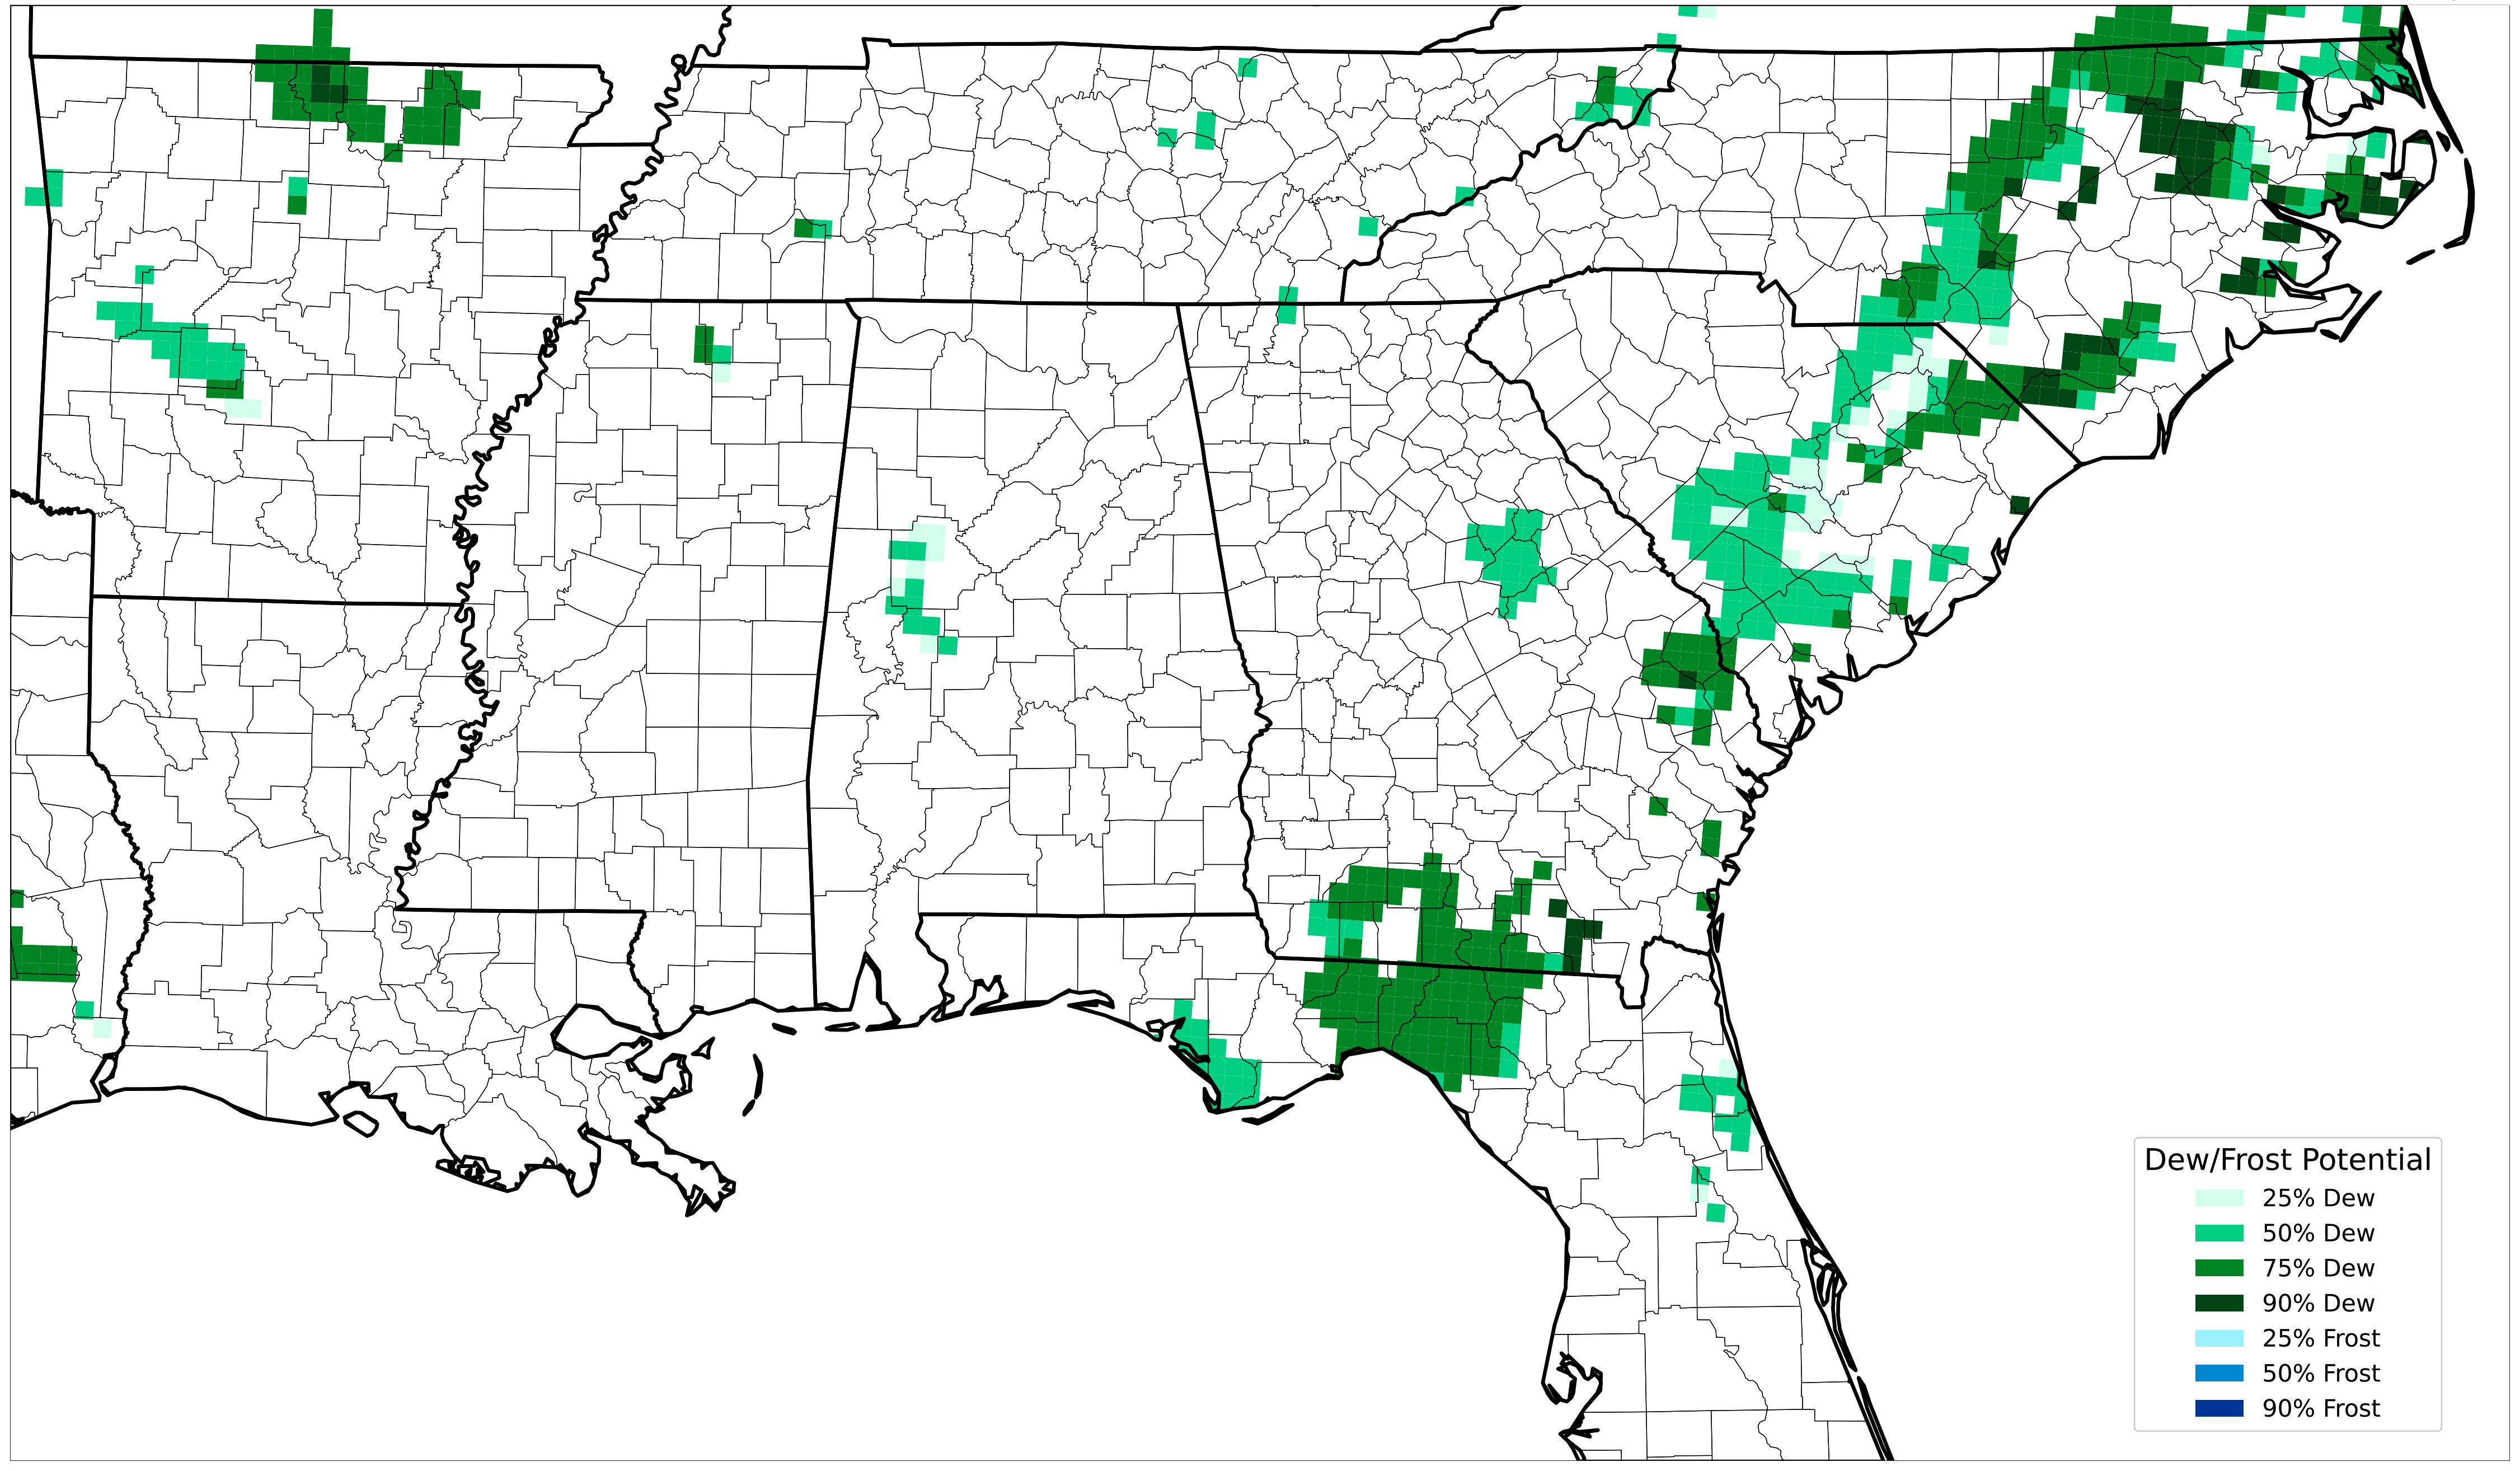 Dew/Frost Potential
25% Dew
50% Dew
75% Dew
90% Dew
25% Frost
50% Frost
90% Frost